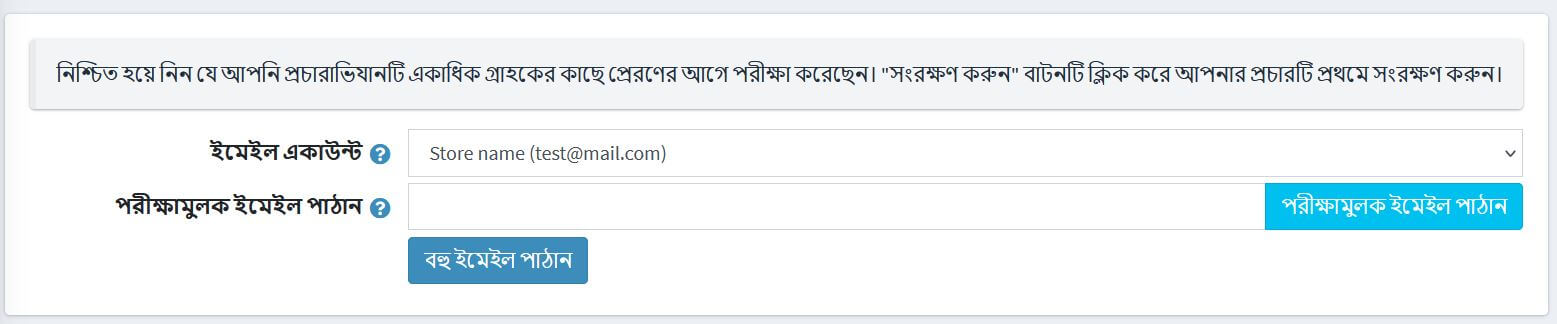 নিশ্চিত হয়ে নিন যে আপনি প্রচারাভিযানটি একাধিক গ্রাহকের কাছে প্রেরণের আগে পরীক্ষা করেছেন। "সংরক্ষণ করুন" বাটনটি ক্লিক করে আপনার প্রচারটি প্রথমে সংরক্ষণ করুন।
ইমেইল একাউন্ট ? Store name (test@mail.com)
পরীক্ষামুলক ইমেইল পাঠান ? পরীক্ষামুলক ইমেইল পাঠান
বহু ইমেইল পাঠান